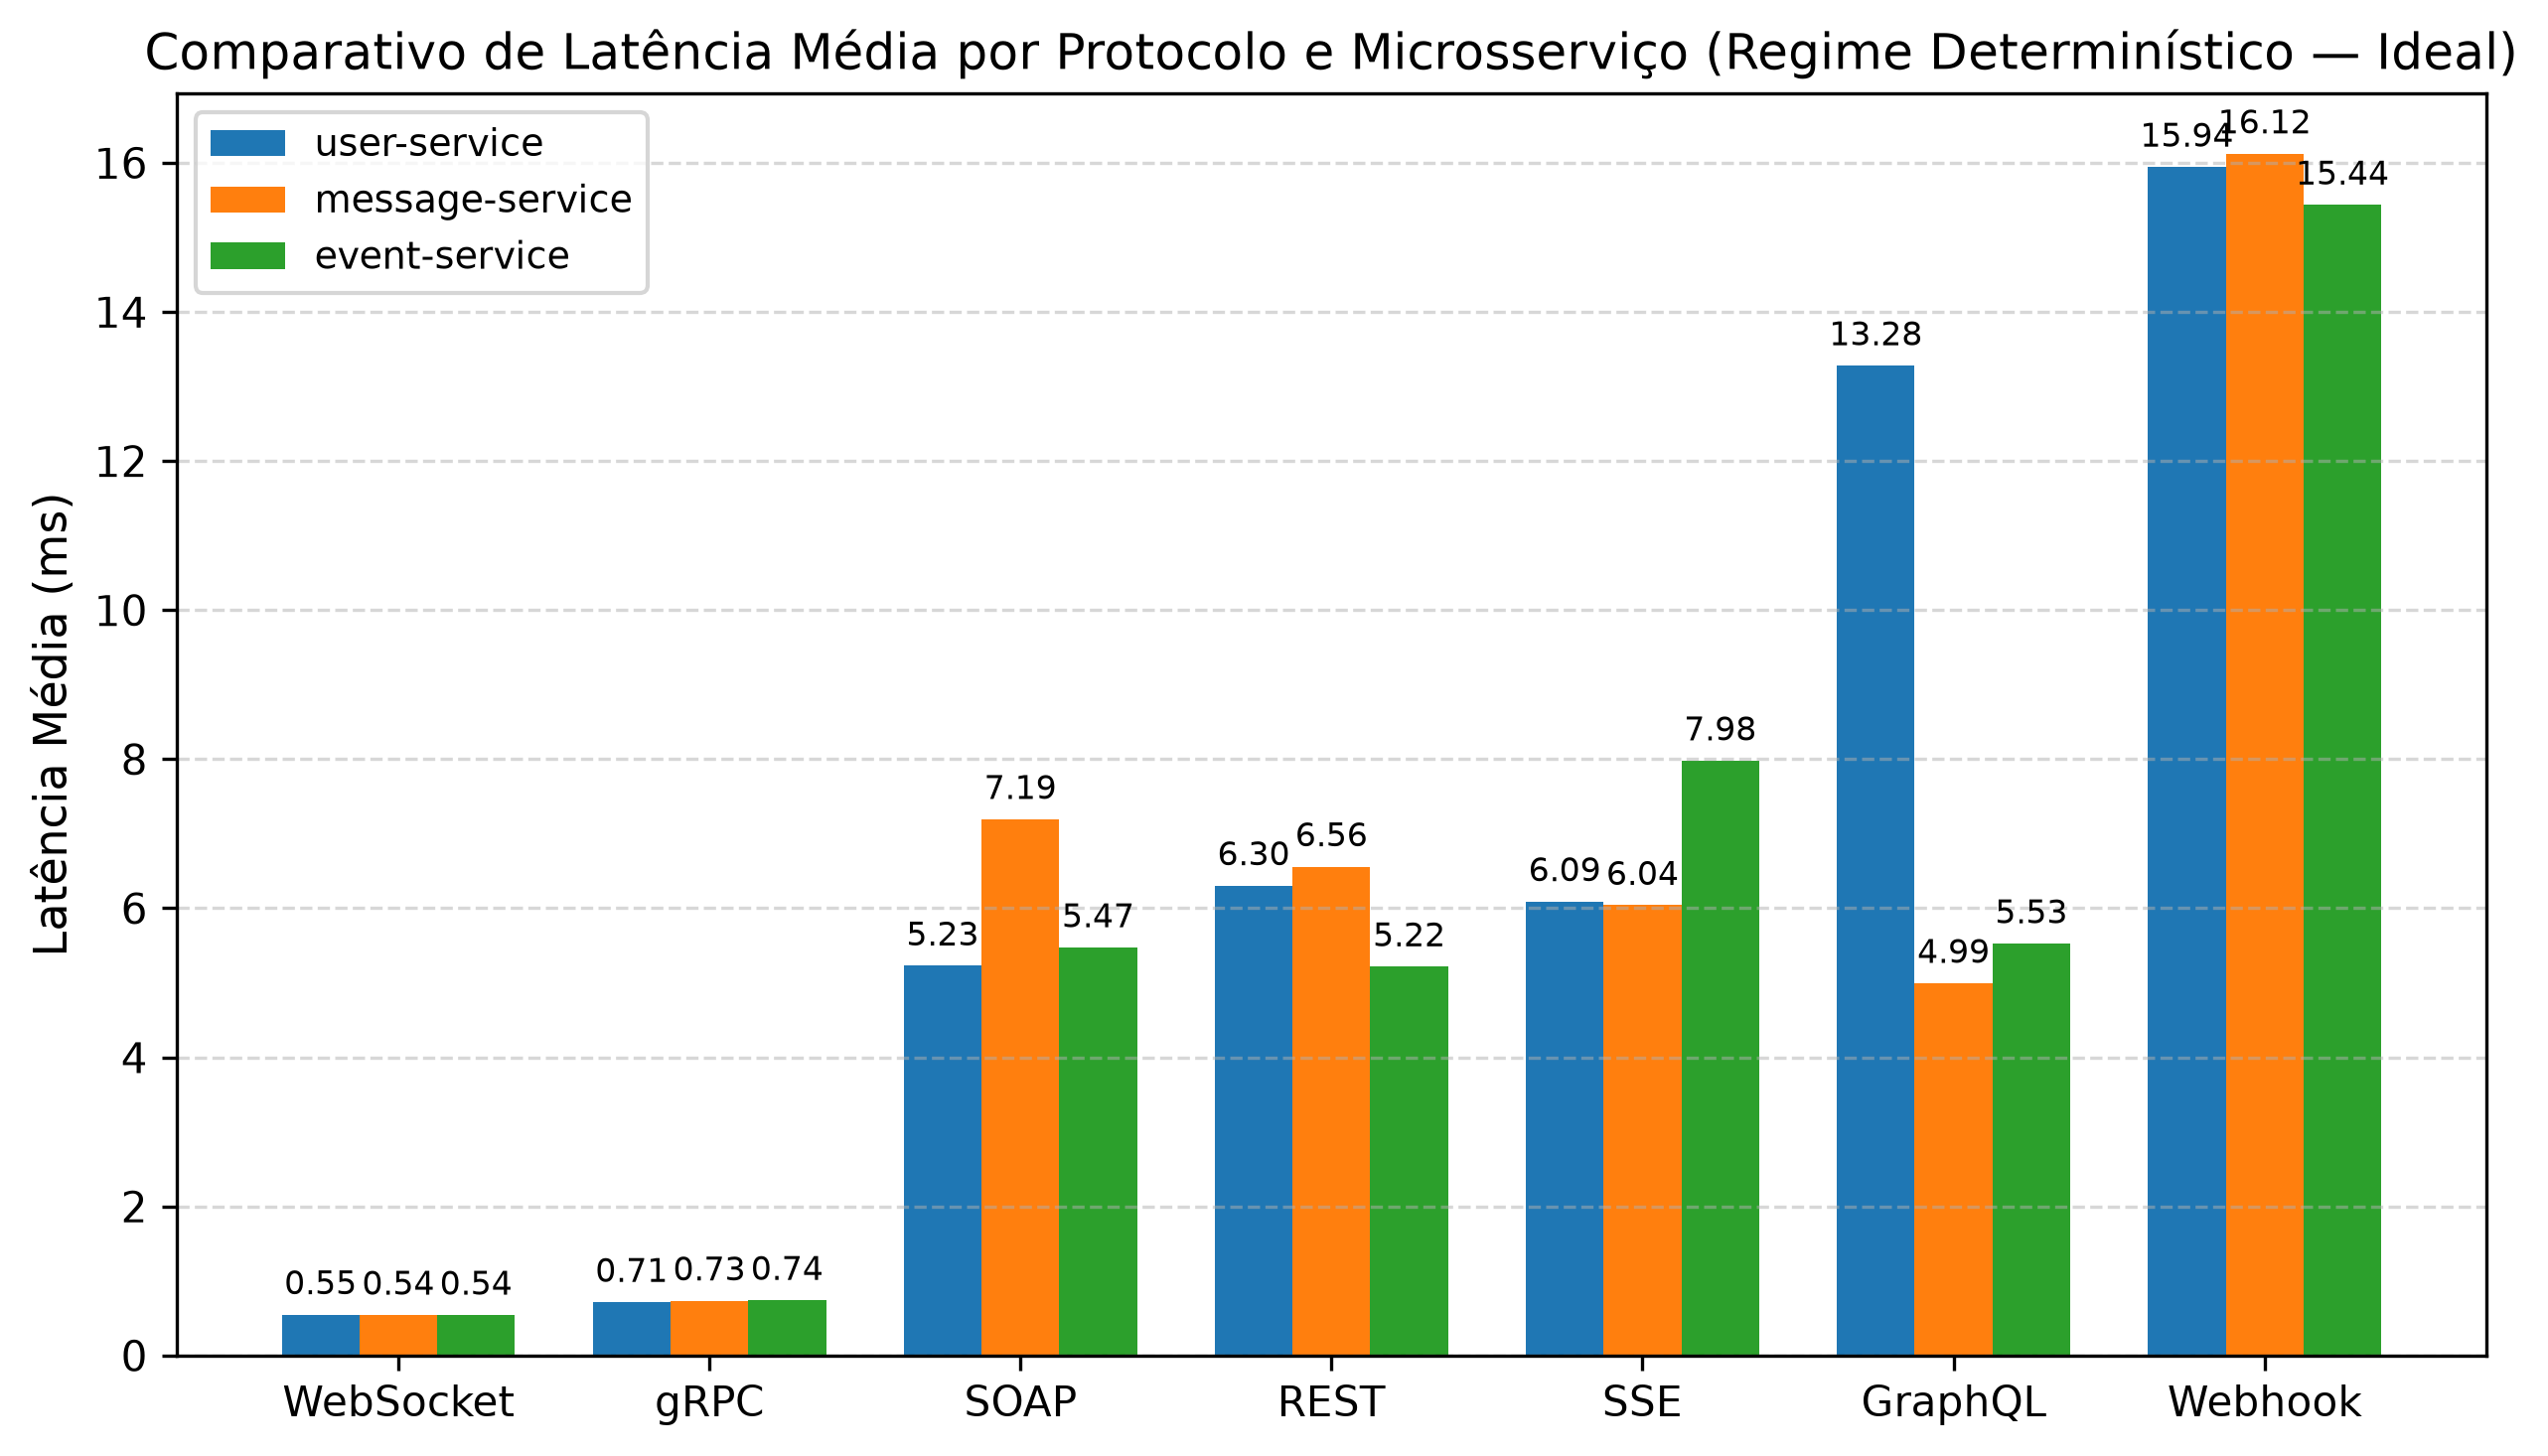 Comparativo de Latência Média por Protocolo e Microsserviço (Regime Determinístico — Ideal)
user-service
message-service
event-service
Latência Média (ms)
16
14
12
10
8
6
4
2
0
0.55 0.54 0.54
0.71 0.73 0.74
5.23 7.19 5.47
6.30 6.56 5.22
6.09 6.04 7.98
13.28 4.99 5.53
15.94 16.12 15.44
WebSocket gRPC SOAP REST SSE GraphQL Webhook